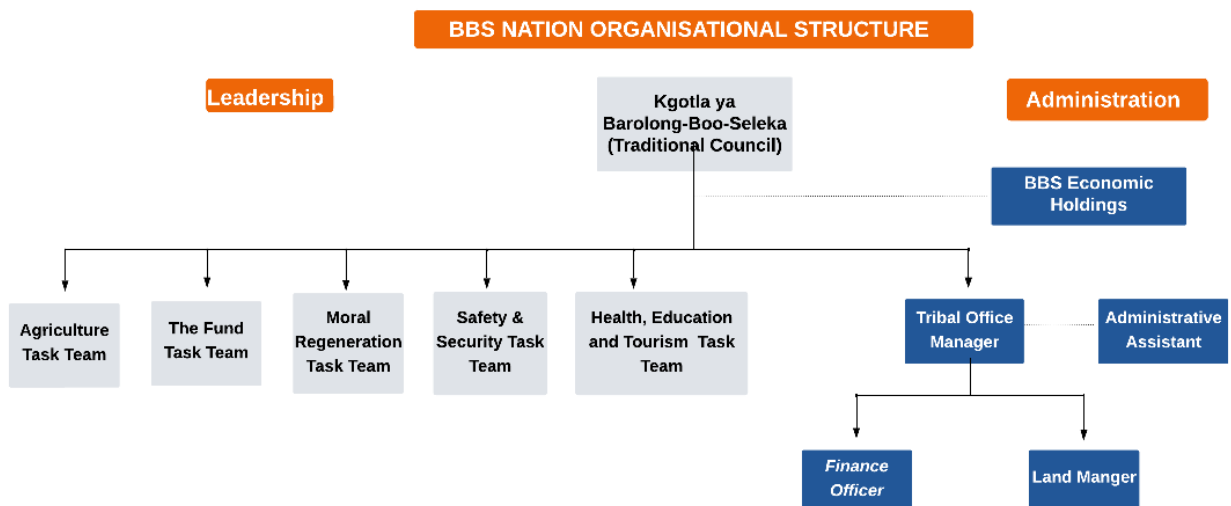 BBS NATION ORGANISATIONAL STRUCTURE
Leadership
Kgotla ya
Barolong-Boo-Seleka
(Traditional Council)
Administration
BBS Economic
Holdings
Agriculture
Task Team
The Fund
Task Team
Moral
Regeneration
Task Team
Safety &
Security Task
Team
Health, Education
and Tourism Task
Team
Tribal Office
Manager
Administrative
Assistant
Finance
Officer
Land Manger